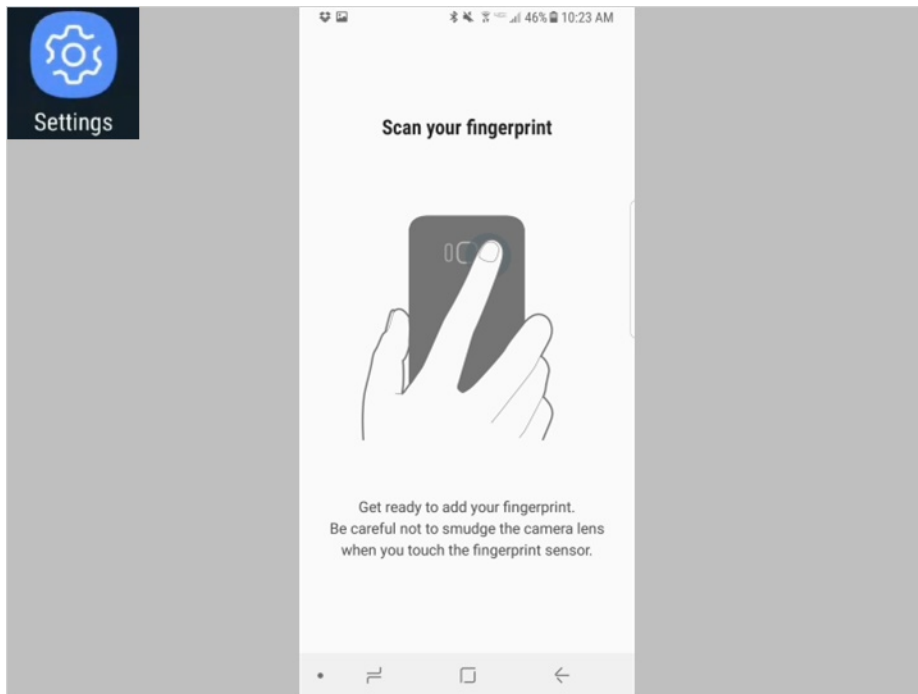 Settings
46% 10:23 AM
Scan your fingerprint
Get ready to add your fingerprint.
Be careful not to smudge the camera lens
when you touch the fingerprint sensor.